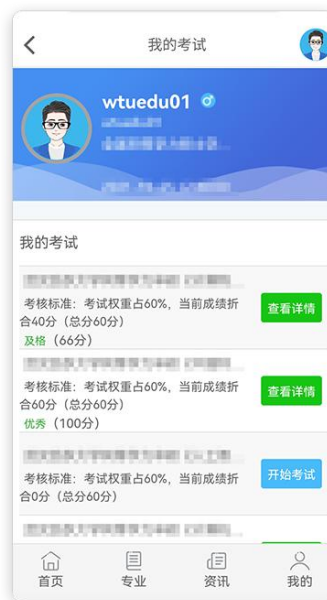 我的考试
wtuedu01
我的考试
考核标准：考试权重占60%，当前成绩折
合40分（总分60分）
及格（66分）
查看详情
考核标准：考试权重占60%，当前成绩折
合60分（总分60分）
优秀（100分）
查看详情
考核标准：考试权重占60%，当前成绩折
合0分（总分60分）
开始考试
首页
专业
资讯
我的